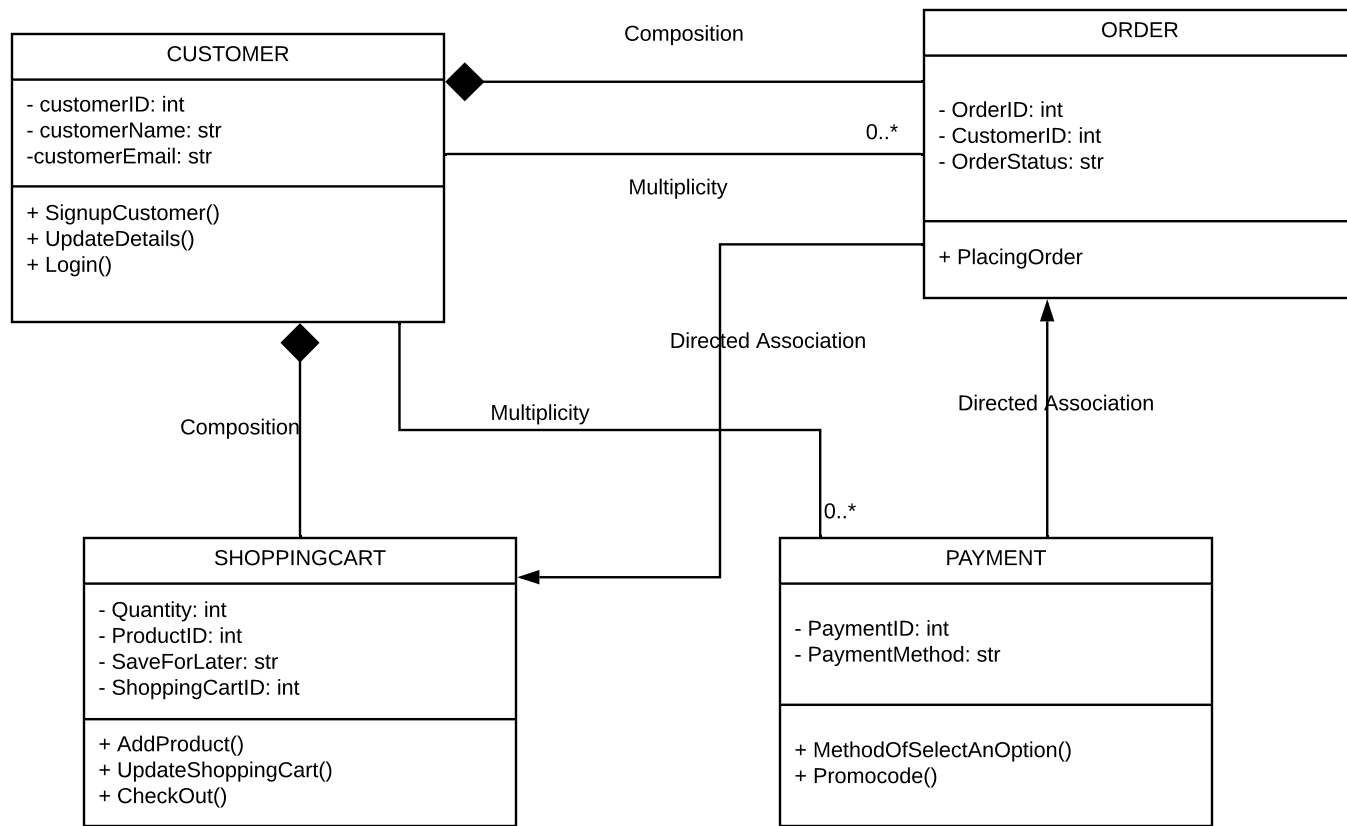 CUSTOMER
- customerID: int
- customerName: str
-customerEmail: str
+ SignupCustomer()
+ UpdateDetails()
+ Login()
Composition
0..*
Multiplicity
ORDER
- OrderID: int
- CustomerID: int
- OrderStatus: str
+ PlacingOrder
Directed Association
Directed Association
Composition
Multiplicity
0..*
SHOPPINGCART
- Quantity: int
- ProductID: int
- SaveForLater: str
- ShoppingCartID: int
+ AddProduct()
+ UpdateShoppingCart()
+ CheckOut()
PAYMENT
- PaymentID: int
- PaymentMethod: str
+ MethodOfSelectAnOption()
+ Promocode()